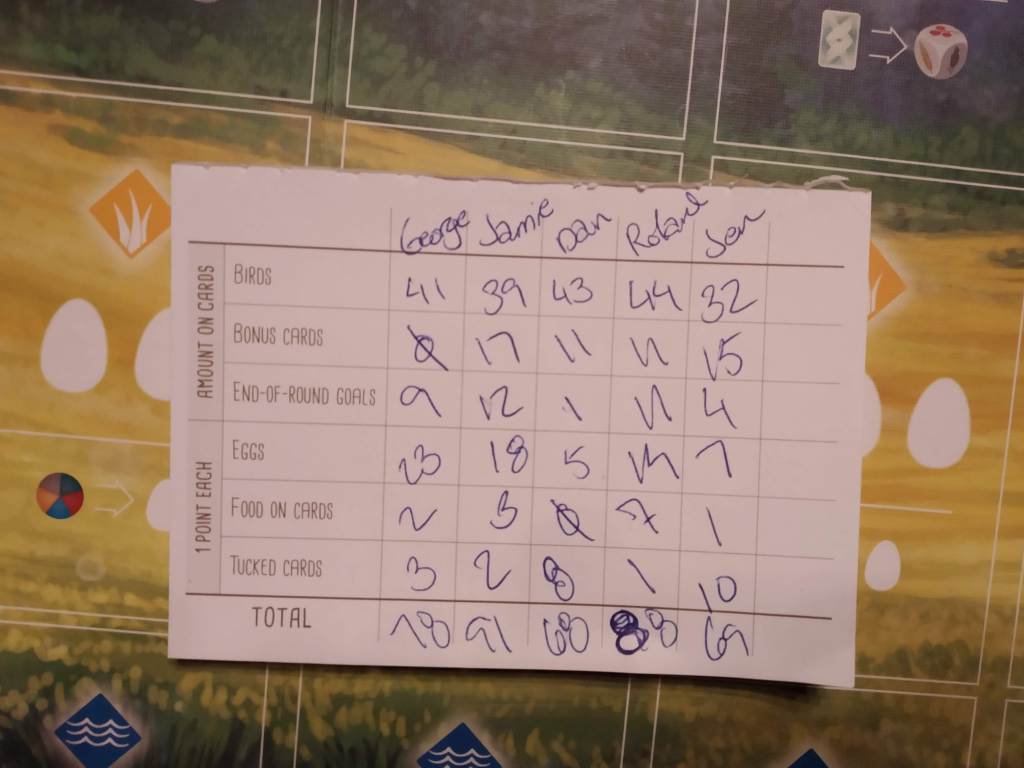 George Jamie Dan Roland Jen
AMOUNT ON CARDS
BIRDS 41 39 43 44 32
BONUS CARDS 0 17 11 11 15
END-OF-ROUND GOALS 9 12 1 11 4
1 POINT EACH
EGGS 23 18 5 14 7
FOOD ON CARDS 2 3 0 7 1
TUCKED CARDS 3 2 8 1 10
TOTAL 78 91 68 88 69